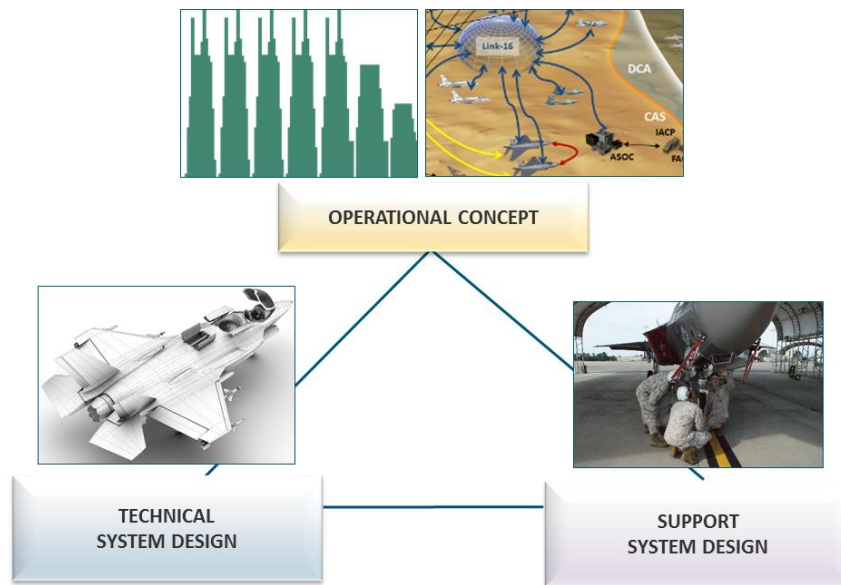 Link-16
DCA
CAS
IACP
ASOC
OPERATIONAL CONCEPT
TECHNICAL
SYSTEM DESIGN
SUPPORT
SYSTEM DESIGN